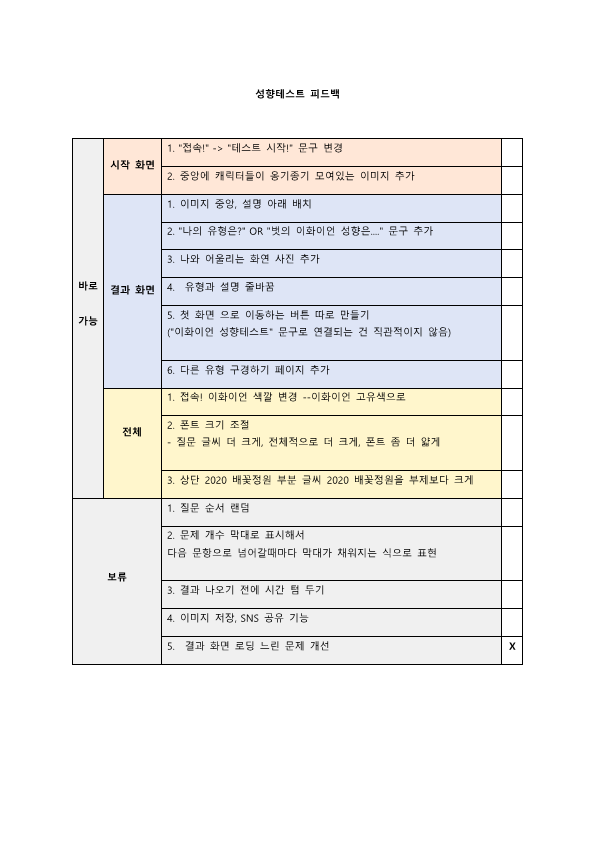 성향테스트 피드백
바로
가능
시작 화면
1. "접속!" -> "테스트 시작!" 문구 변경
2. 중앙에 캐릭터들이 옹기종기 모여있는 이미지 추가
결과 화면
1. 이미지 중앙, 설명 아래 배치
2. "나의 유형은?" OR "벗의 이화이언 성향은...." 문구 추가
3. 나와 어울리는 화연 사진 추가
4. 유형과 설명 줄바꿈
5. 첫 화면 으로 이동하는 버튼 따로 만들기
("이화이언 성향테스트" 문구로 연결되는 건 직관적이지 않음)
6. 다른 유형 구경하기 페이지 추가
전체
1. 접속! 이화이언 색깔 변경 --이화이언 고유색으로
2. 폰트 크기 조절
- 질문 글씨 더 크게, 전체적으로 더 크게, 폰트 좀 더 얇게
3. 상단 2020 배꽃정원 부분 글씨 2020 배꽃정원을 부제보다 크게
보류
1. 질문 순서 랜덤
2. 문제 개수 막대로 표시해서
다음 문항으로 넘어갈때마다 막대가 채워지는 식으로 표현
3. 결과 나오기 전에 시간 텀 두기
4. 이미지 저장, SNS 공유 기능
5. 결과 화면 로딩 느린 문제 개선
X